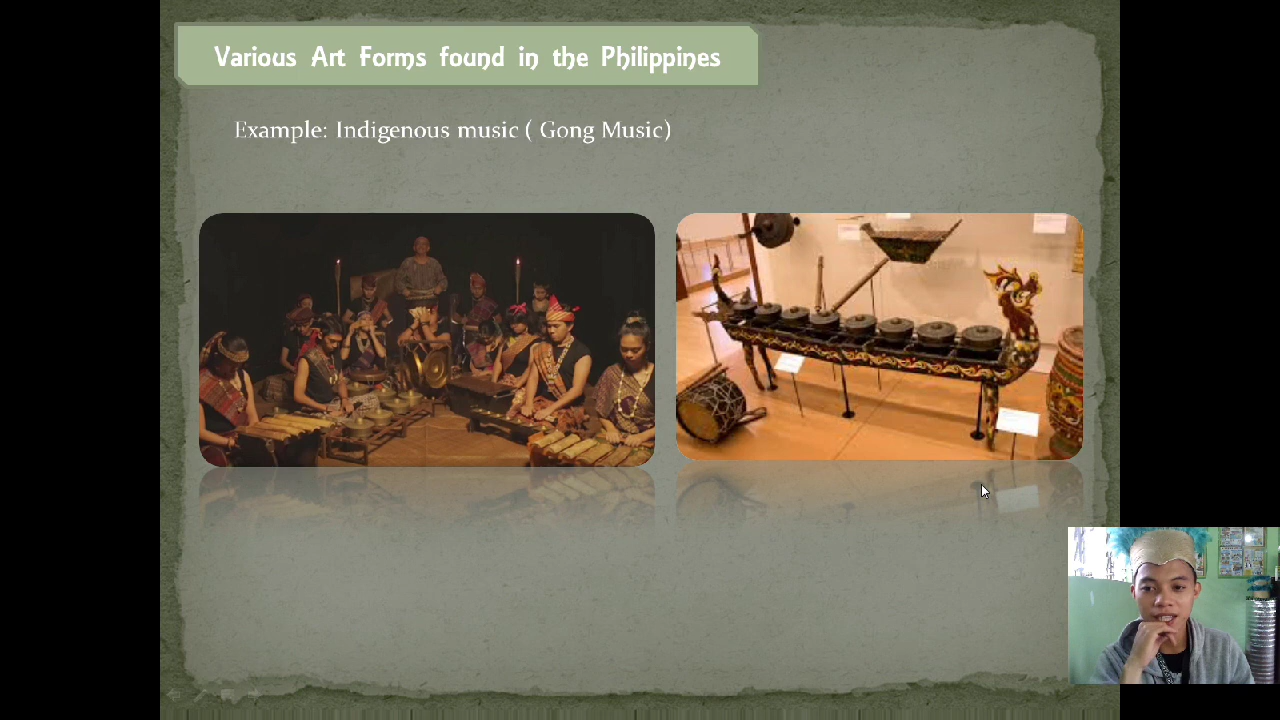 Various Art Forms found in the Philippines
Example: Indigenous music ( Gong Music)